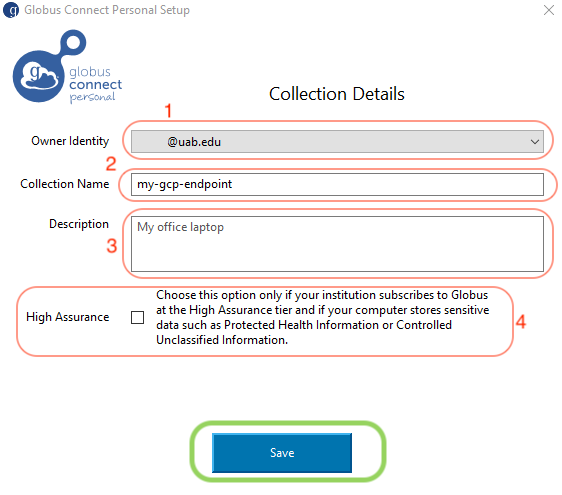 Globus Connect Personal Setup
g
globus
connect
personal
Collection Details
1
Owner Identity
@uab.edu
2
Collection Name
my-gcp-endpoint
Description
My office laptop
3
High Assurance
Choose this option only if your institution subscribes to Globus
at the High Assurance tier and if your computer stores sensitive
data such as Protected Health Information or Controlled
Unclassified Information.
4
Save